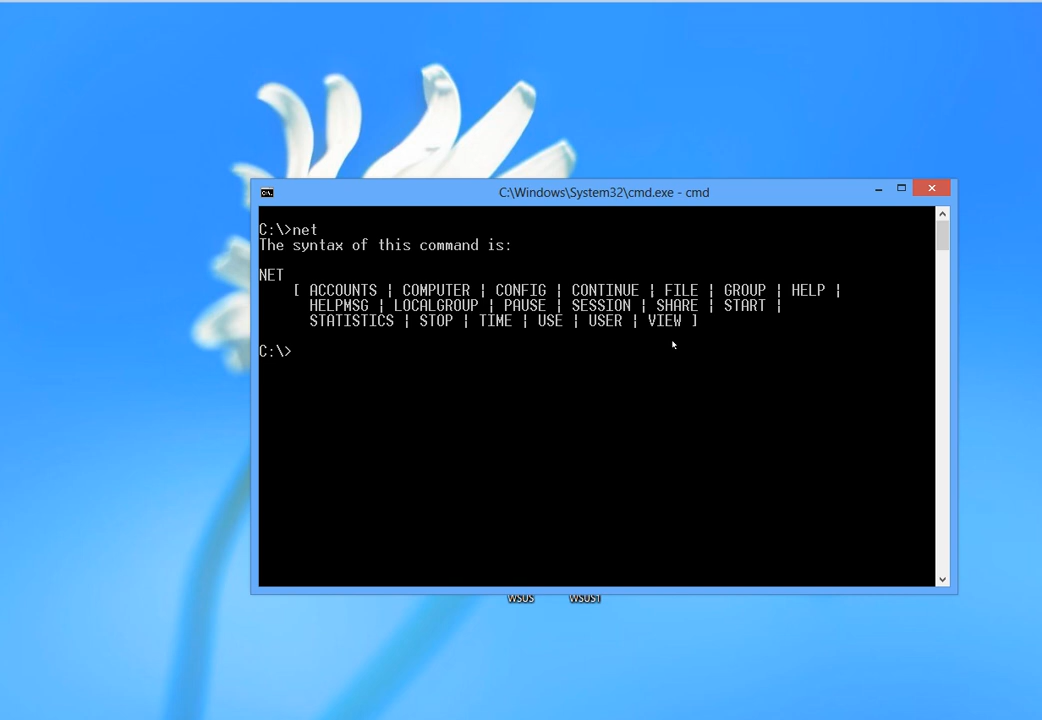 C:\Windows\System32\cmd.exe - cmd
C:\>net
The syntax of this command is:
NET
[ ACCOUNTS | COMPUTER | CONFIG | CONTINUE | FILE | GROUP | HELP |
HELPMSG | LOCALGROUP | PAUSE | SESSION | SHARE | START |
STATISTICS | STOP | TIME | USE | USER | VIEW ]
C:\>
WSUS WSUS1